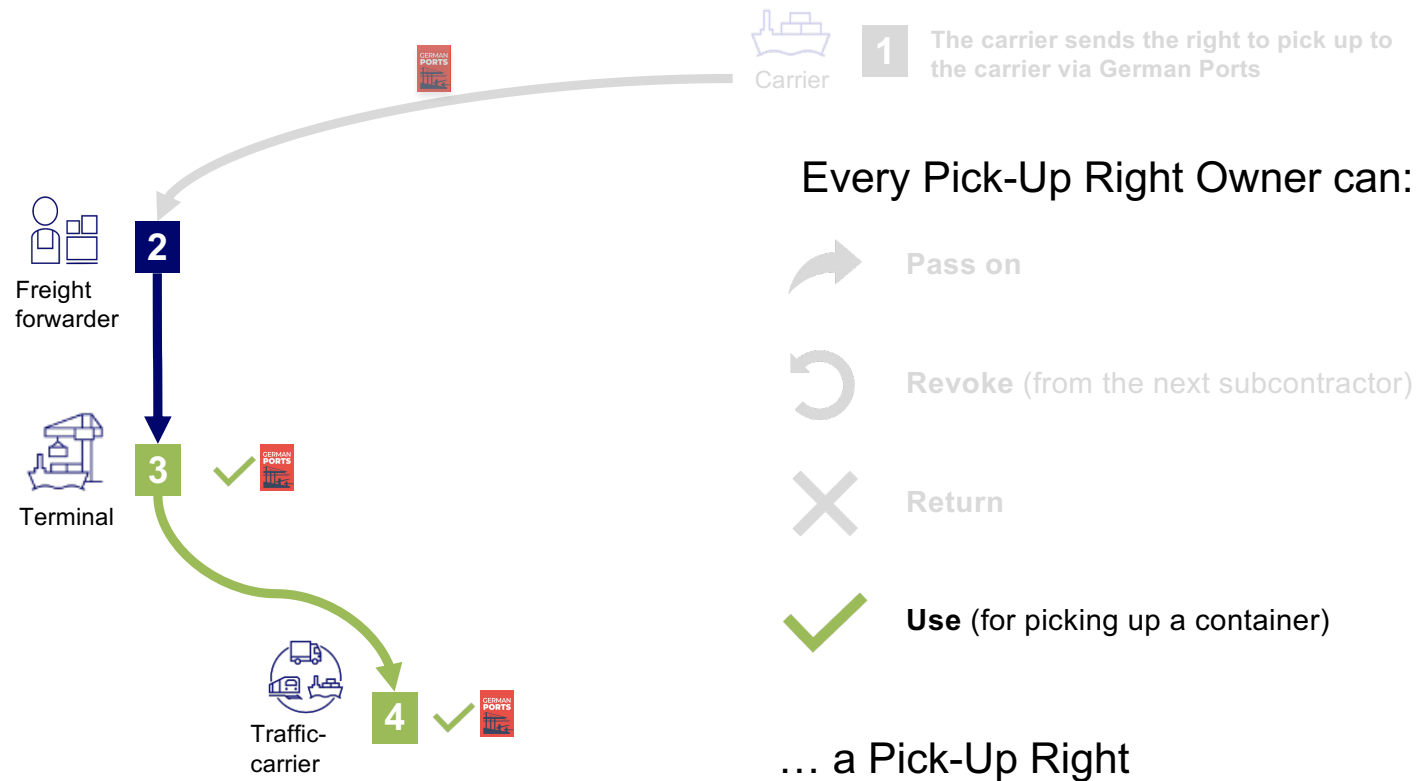 GERMAN
PORTS
Carrier
1
The carrier sends the right to pick up to
the carrier via German Ports
Every Pick-Up Right Owner can:
2
Freight
forwarder
Pass on
Revoke (from the next subcontractor)
3
GERMAN
PORTS
Terminal
Return
Use (for picking up a container)
4
GERMAN
PORTS
Traffic-
carrier
… a Pick-Up Right